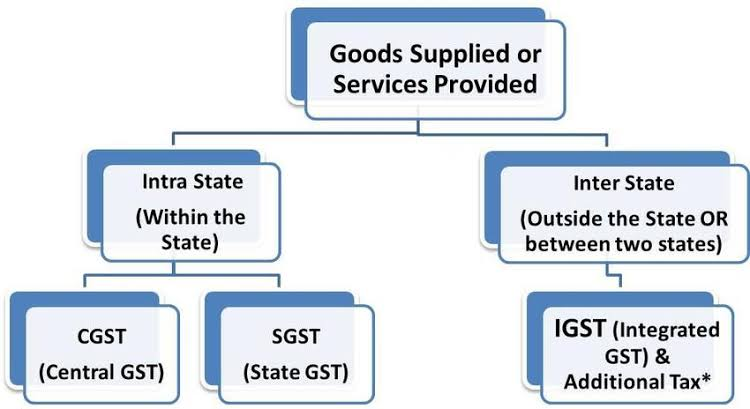 Goods Supplied or
Services Provided
Intra State
(Within the
State)
Inter State
(Outside the State OR
between two states)
CGST
(Central GST)
SGST
(State GST)
IGST (Integrated
GST) &
Additional Tax*